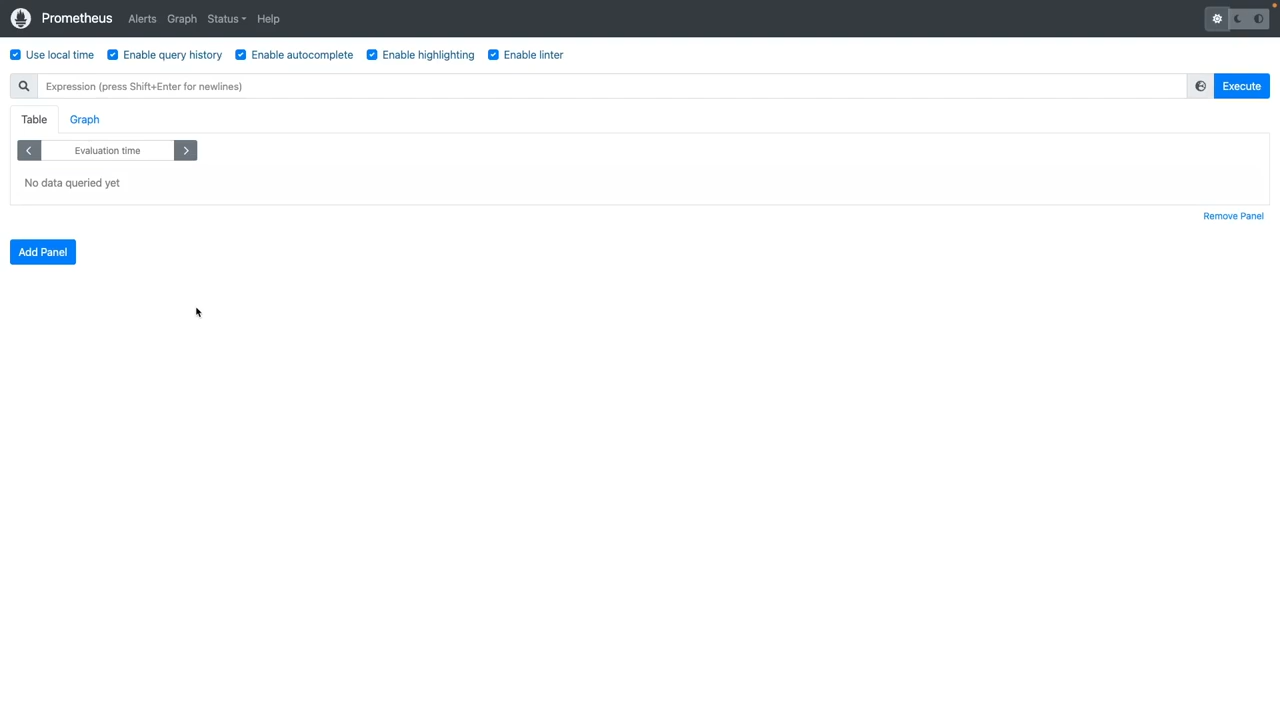 Prometheus Alerts Graph Status Help
Use local time Enable query history Enable autocomplete Enable highlighting Enable linter
Expression (press Shift+Enter for newlines) Execute
Table Graph
Evaluation time
No data queried yet
Remove Panel
Add Panel